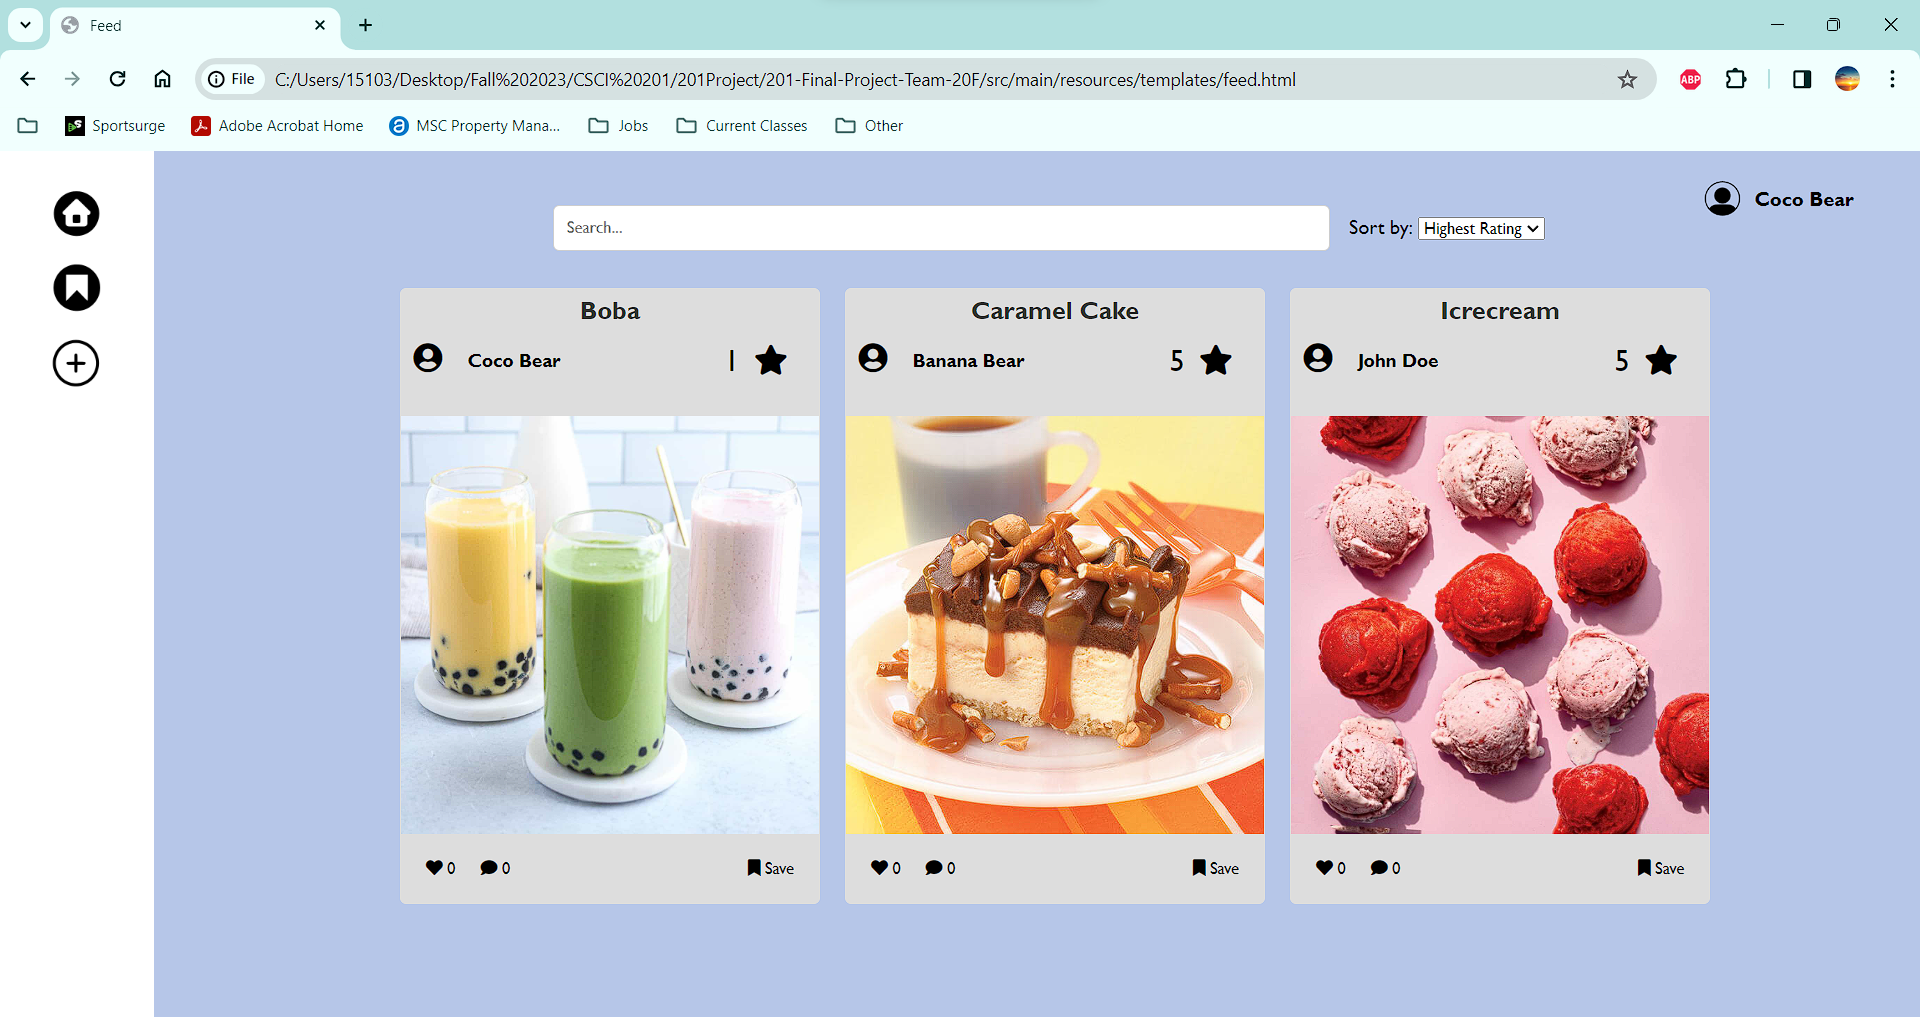 Feed
File
C:/Users/15103/Desktop/Fall%202023/CSCI%20201/201Project/201-Final-Project-Team-20F/src/main/resources/templates/feed.html
ABP
Sportsurge
Adobe Acrobat Home
MSC Property Mana...
Jobs
Current Classes
Other
Coco Bear
Search...
Sort by: Highest Rating
Boba
Coco Bear
1
Caramel Cake
Banana Bear
5
Icrecream
John Doe
5
0
0
Save
0
0
Save
0
0
Save